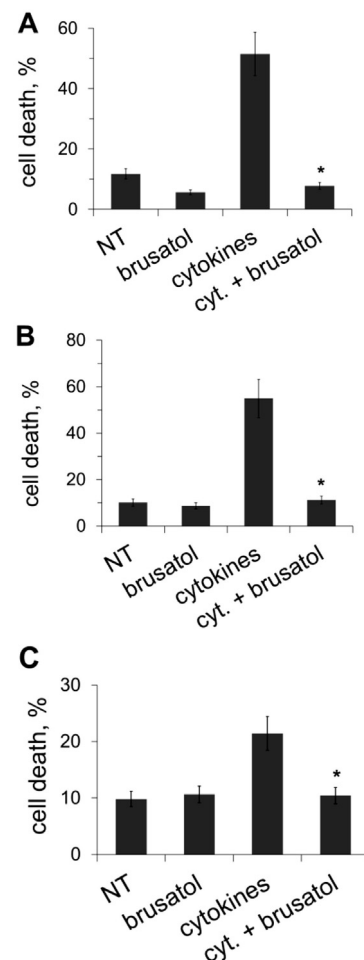 A
cell death, %
60
40
20
0
NT
brusatol
cytokines
cyt. + brusatol
*
B
cell death, %
80
60
40
20
0
NT
brusatol
cytokines
cyt. + brusatol
*
C
cell death, %
30
20
10
0
NT
brusatol
cytokines
cyt. + brusatol
*